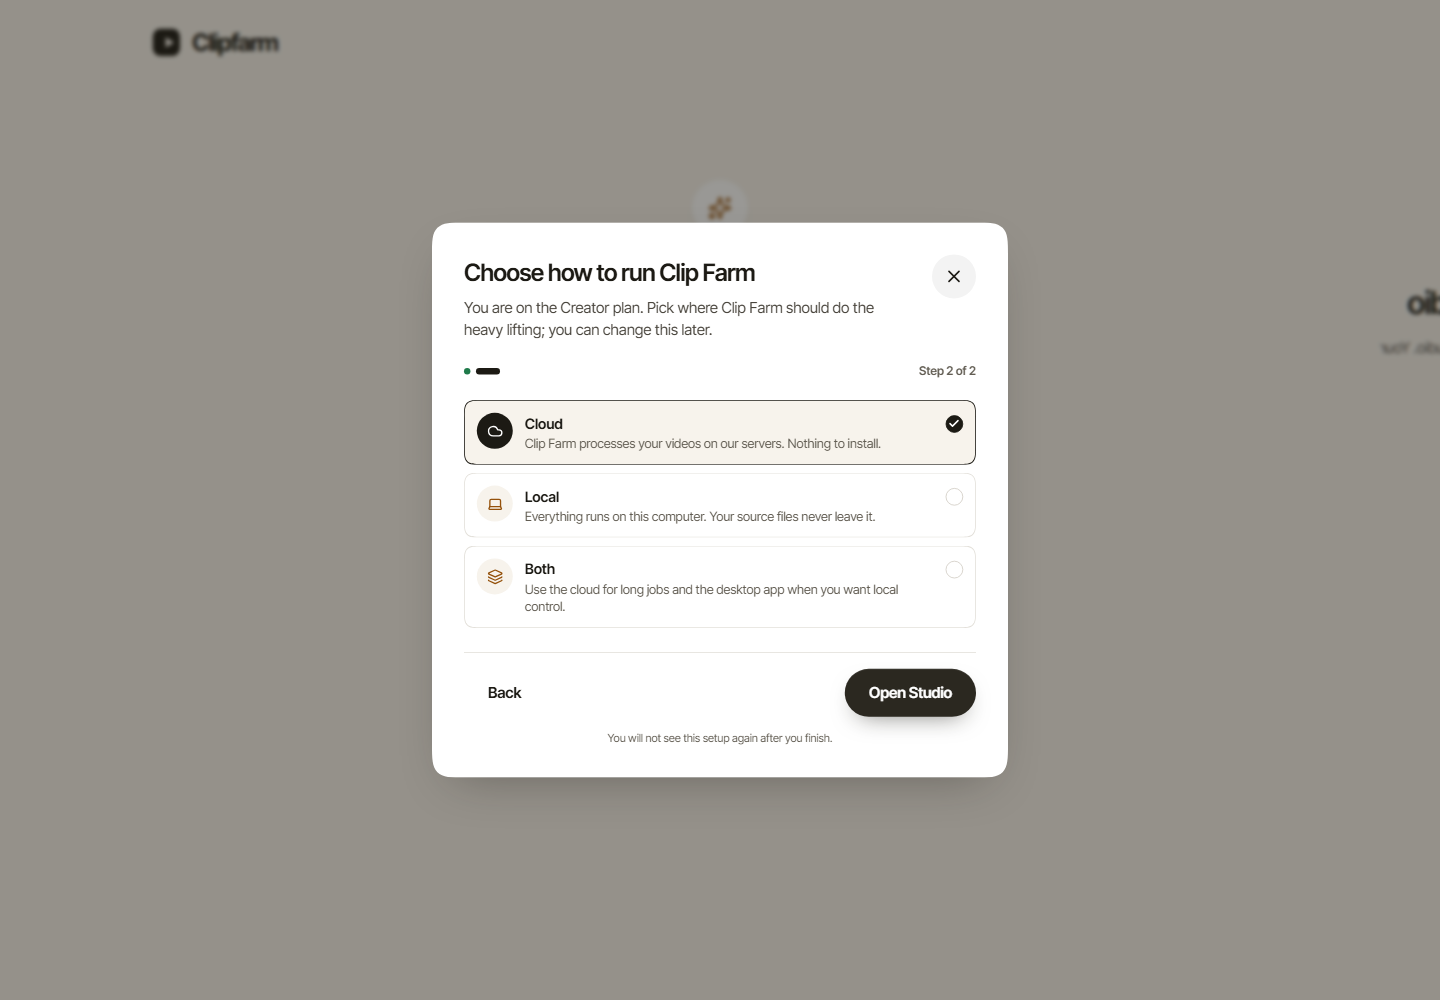 Clipfarm
Choose how to run Clip Farm
You are on the Creator plan. Pick where Clip Farm should do the
heavy lifting; you can change this later.
Step 2 of 2
Cloud
Clip Farm processes your videos on our servers. Nothing to install.
Local
Everything runs on this computer. Your source files never leave it.
Both
Use the cloud for long jobs and the desktop app when you want local
control.
Back
Open Studio
You will not see this setup again after you finish.